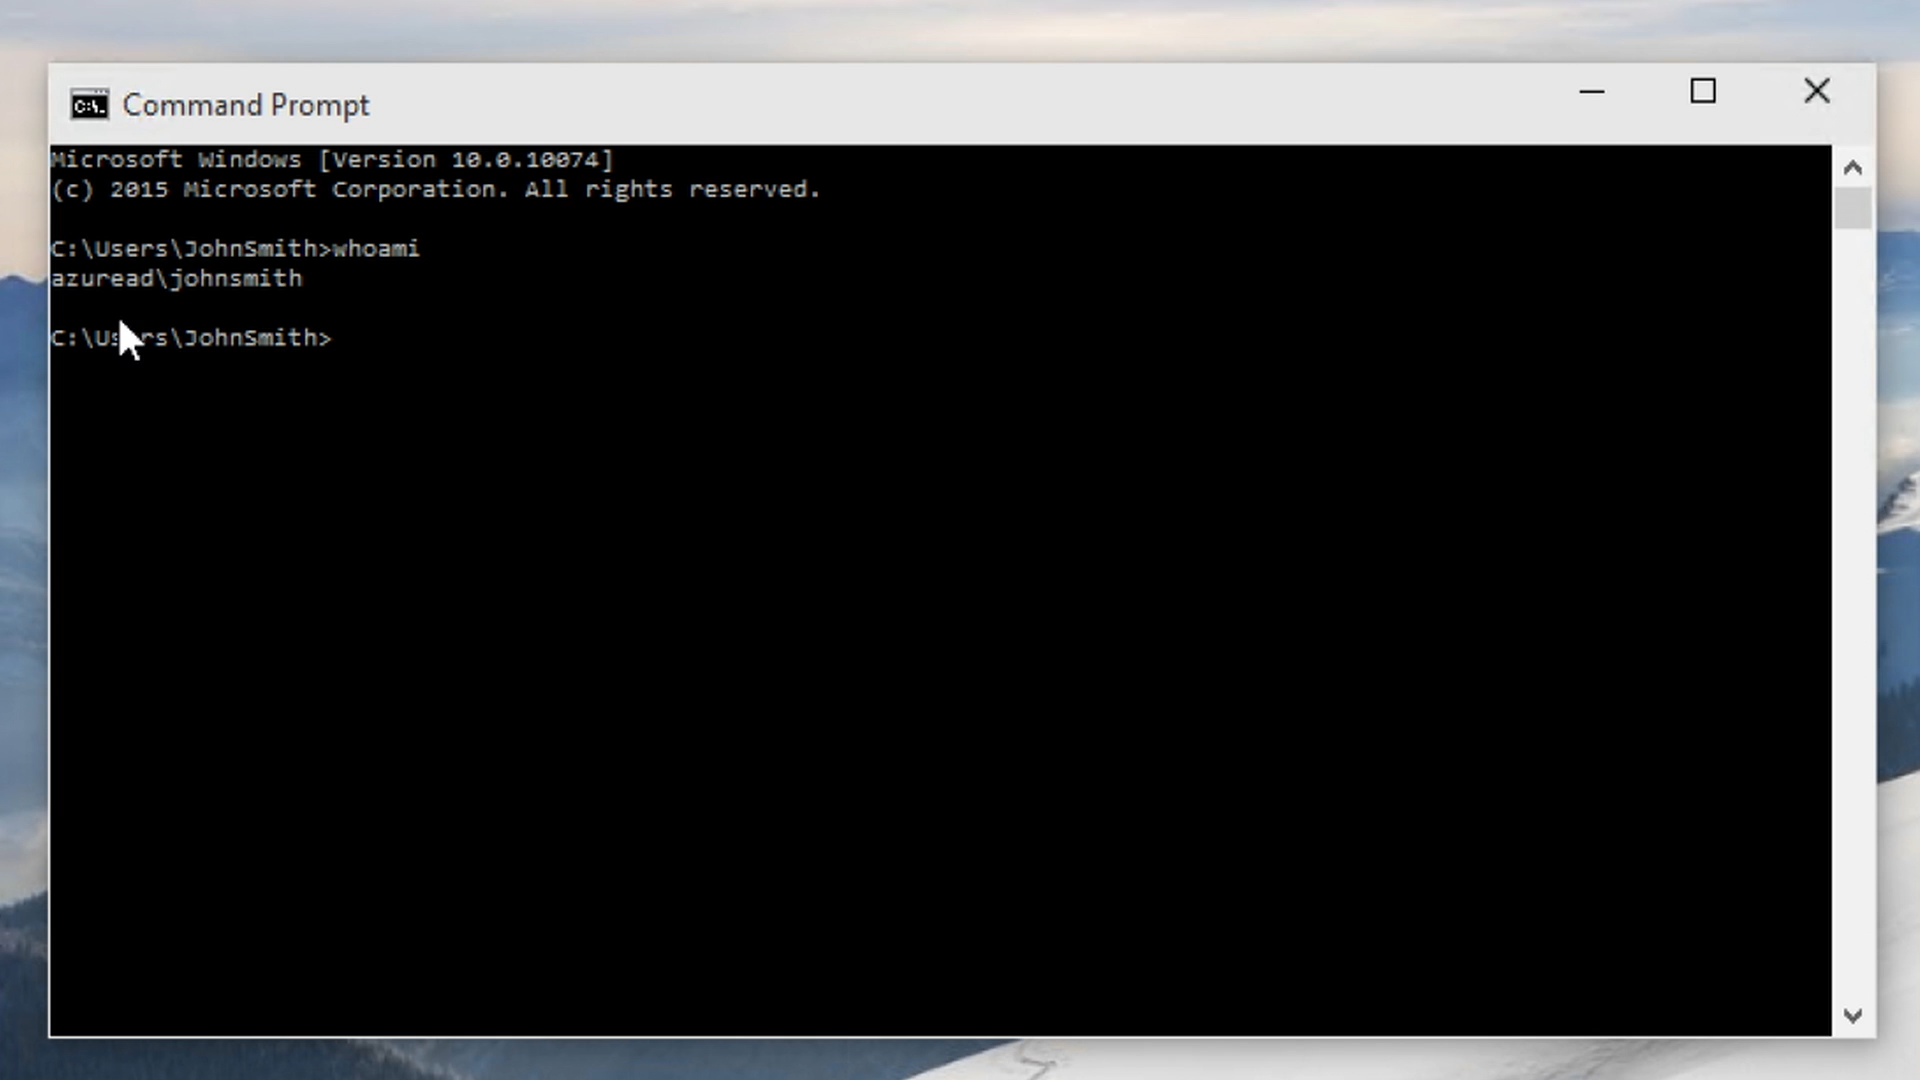 Command Prompt
Microsoft Windows [Version 10.0.10074]
(c) 2015 Microsoft Corporation. All rights reserved.
C:\Users\JohnSmith>whoami
azuread\johnsmith
C:\Users\JohnSmith>